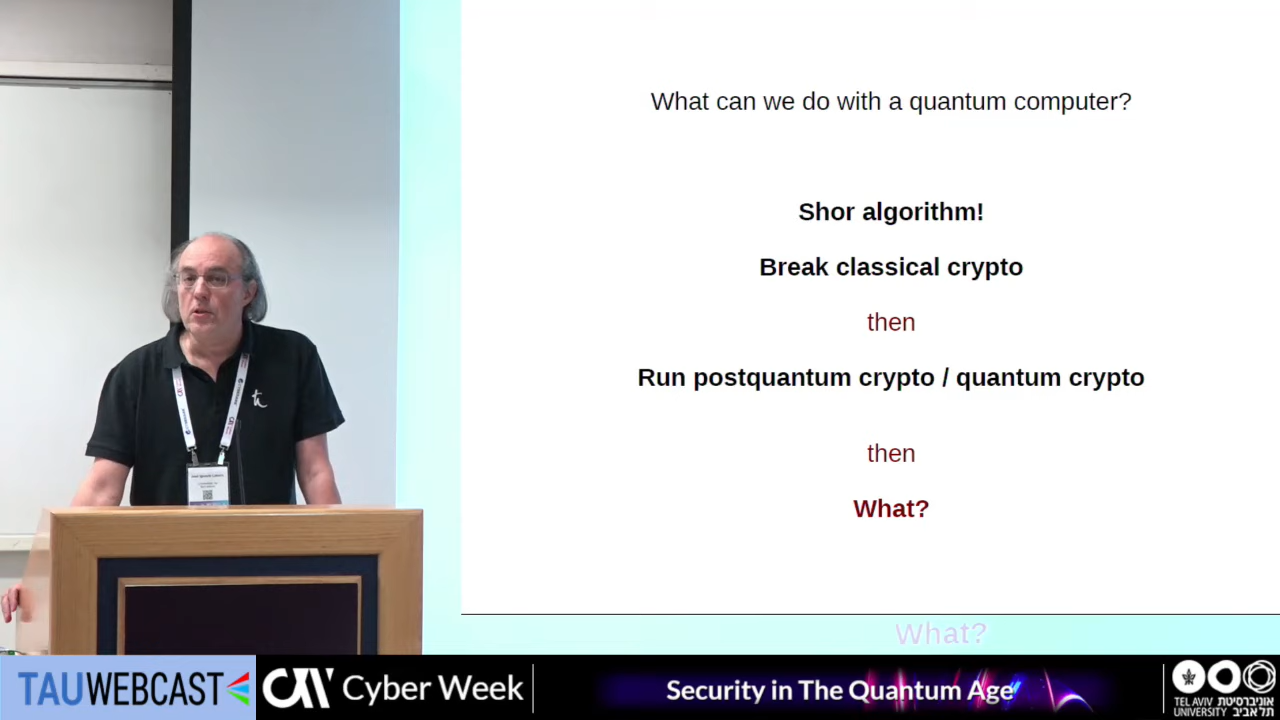 What can we do with a quantum computer?
Shor algorithm!
Break classical crypto
then
Run postquantum crypto / quantum crypto
then
What?
What?
TAUWEBCAST
Cyber Week
Security in The Quantum Age
TEL AVIV אוניברסיטת
UNIVERSITY תל אביב